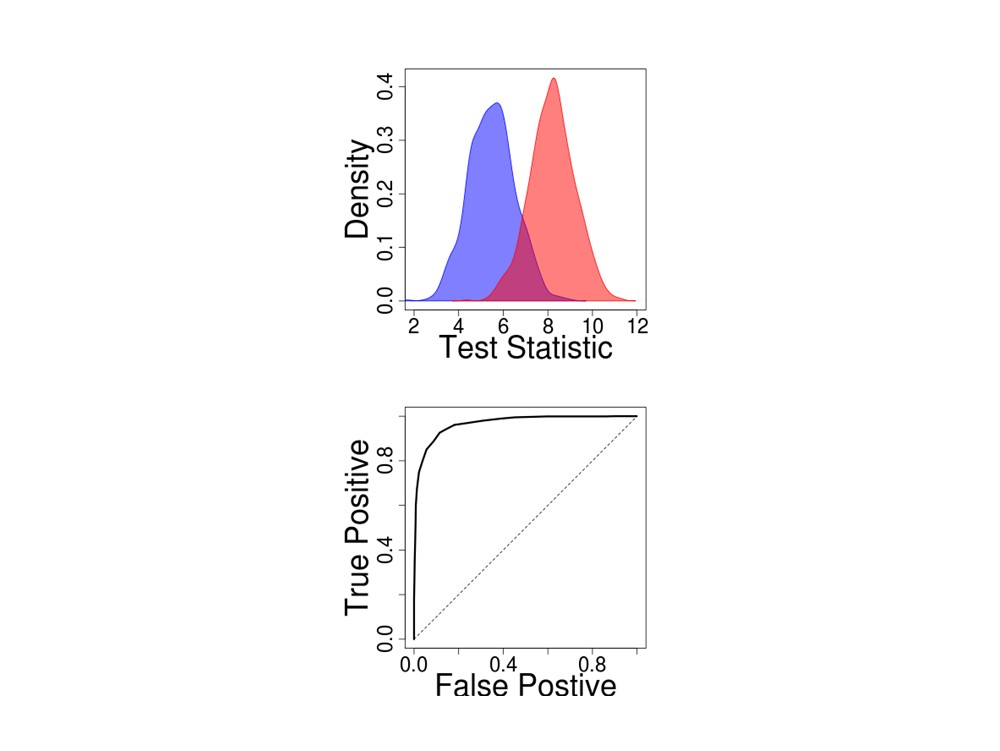 Density
0.0 0.1 0.2 0.3 0.4
2 4 6 8 10 12
Test Statistic
True Positive
0.0 0.4 0.8
0.0 0.4 0.8
False Postive